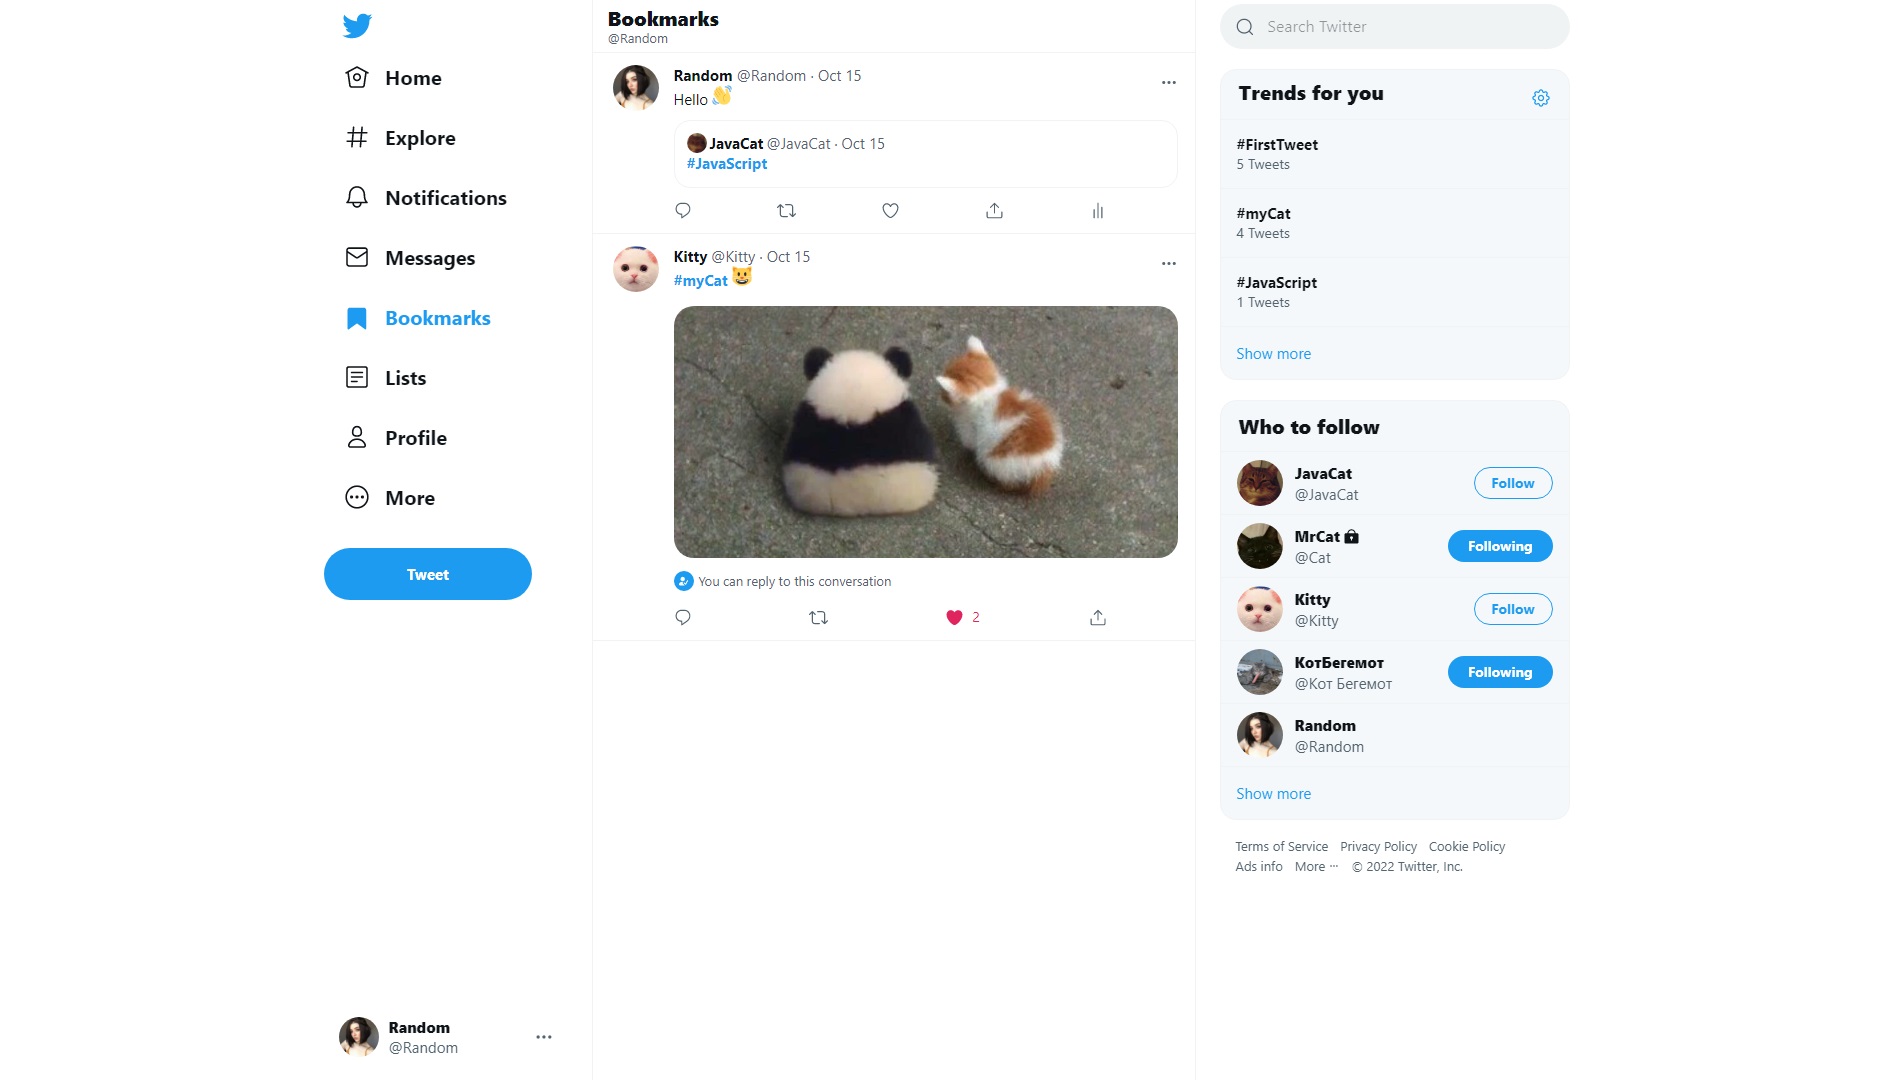 Home
Explore
Notifications
Messages
Bookmarks
Lists
Profile
More
Tweet
Random
@Random
Bookmarks
@Random
Random @Random · Oct 15
Hello 👋
JavaCat @JavaCat · Oct 15
#JavaScript
Kitty @Kitty · Oct 15
#myCat 😺
You can reply to this conversation
2
Search Twitter
Trends for you
#FirstTweet
5 Tweets
#myCat
4 Tweets
#JavaScript
1 Tweets
Show more
Who to follow
JavaCat
@JavaCat
Follow
MrCat
@Cat
Following
Kitty
@Kitty
Follow
КотБегемот
@Кот Бегемот
Following
Random
@Random
Show more
Terms of Service Privacy Policy Cookie Policy
Ads info More ··· © 2022 Twitter, Inc.